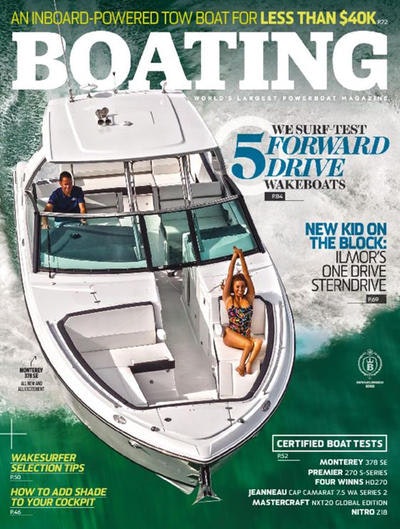 AN INBOARD-POWERED TOW BOAT FOR LESS THAN $40K P.72
BOATING
WORLD'S LARGEST POWERBOAT MAGAZINE
WE SURF-TEST
5 FORWARD
DRIVE
WAKEBOATS
P.84
NEW KID ON
THE BLOCK:
ILMOR'S
ONE DRIVE
STERNDRIVE
P.69
MONTEREY
378 SE
ALL NEW AND
ALL EXCITEMENT
B
WAKESURFER
SELECTION TIPS
P.50
HOW TO ADD SHADE
TO YOUR COCKPIT
P.46
CERTIFIED BOAT TESTS
P.52
MONTEREY 378 SE
PREMIER 270 S-SERIES
FOUR WINNS HD270
JEANNEAU CAP CAMARAT 7.5 WA SERIES 2
MASTERCRAFT NXT20 GLOBAL EDITION
NITRO Z18